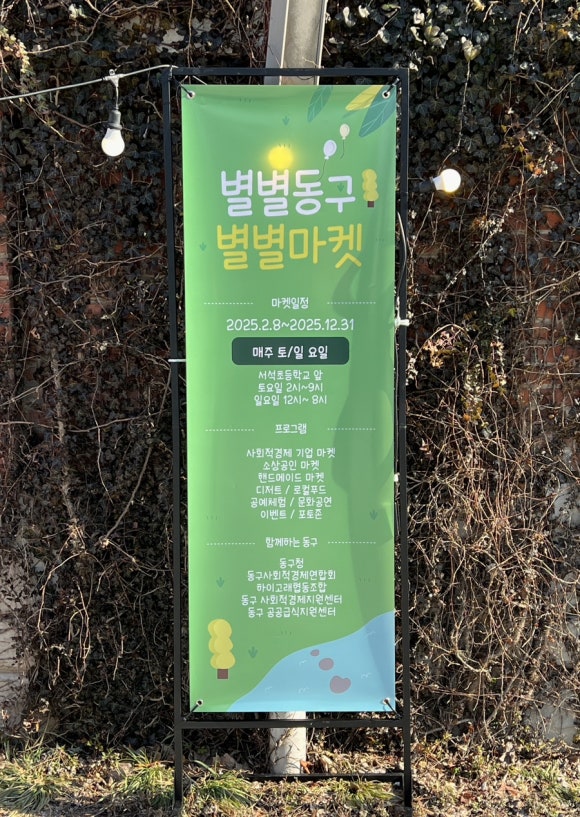 별별동구
별별마켓
마켓일정
2025.2.8~2025.12.31
매주 토/일 요일
서석초등학교 앞
토요일 2시~9시
일요일 12시~ 8시
프로그램
사회적경제 기업 마켓
소상공인 마켓
핸드메이드 마켓
디저트 / 로컬푸드
공예체험 / 문화공연
이벤트 / 포토존
함께하는 동구
동구청
동구사회적경제연합회
하이고래협동조합
동구 사회적경제지원센터
동구 공공급식지원센터